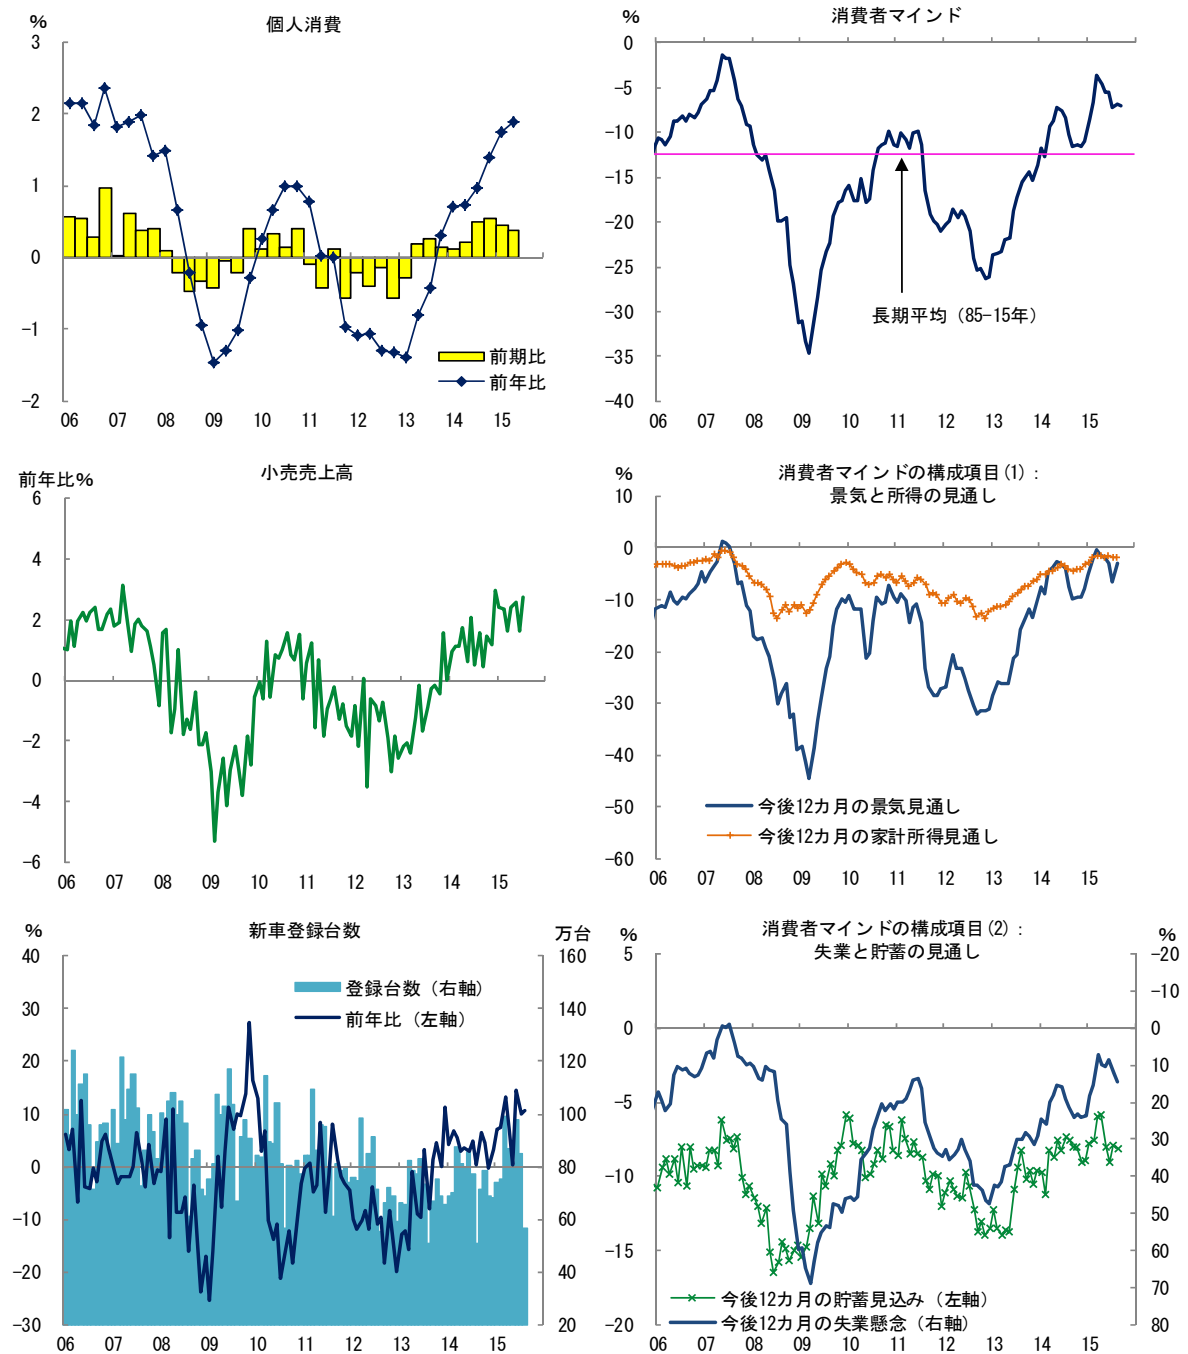 個人消費
%
3
2
1
0
−1
−2
前期比
前年比
06 07 08 09 10 11 12 13 14 15
消費者マインド
%
0
−5
−10
−15
−20
−25
−30
−35
−40
長期平均（85−15年）
06 07 08 09 10 11 12 13 14 15
小売売上高
前年比%
6
4
2
0
−2
−4
−6
06 07 08 09 10 11 12 13 14 15
消費者マインドの構成項目(1)：
景気と所得の見通し
%
10
0
−10
−20
−30
−40
−50
−60
今後12カ月の景気見通し
今後12カ月の家計所得見通し
06 07 08 09 10 11 12 13 14 15
新車登録台数
% 万台
40 160
30 140
20 120
10 100
0 80
−10 60
−20 40
−30 20
登録台数（右軸）
前年比（左軸）
06 07 08 09 10 11 12 13 14 15
消費者マインドの構成項目(2)：
失業と貯蓄の見通し
% %
5
0
−5
−10
−15
−20
−20
−10
0
10
20
30
40
50
60
70
80
今後12カ月の貯蓄見込み（左軸）
今後12カ月の失業懸念（右軸）
06 07 08 09 10 11 12 13 14 15